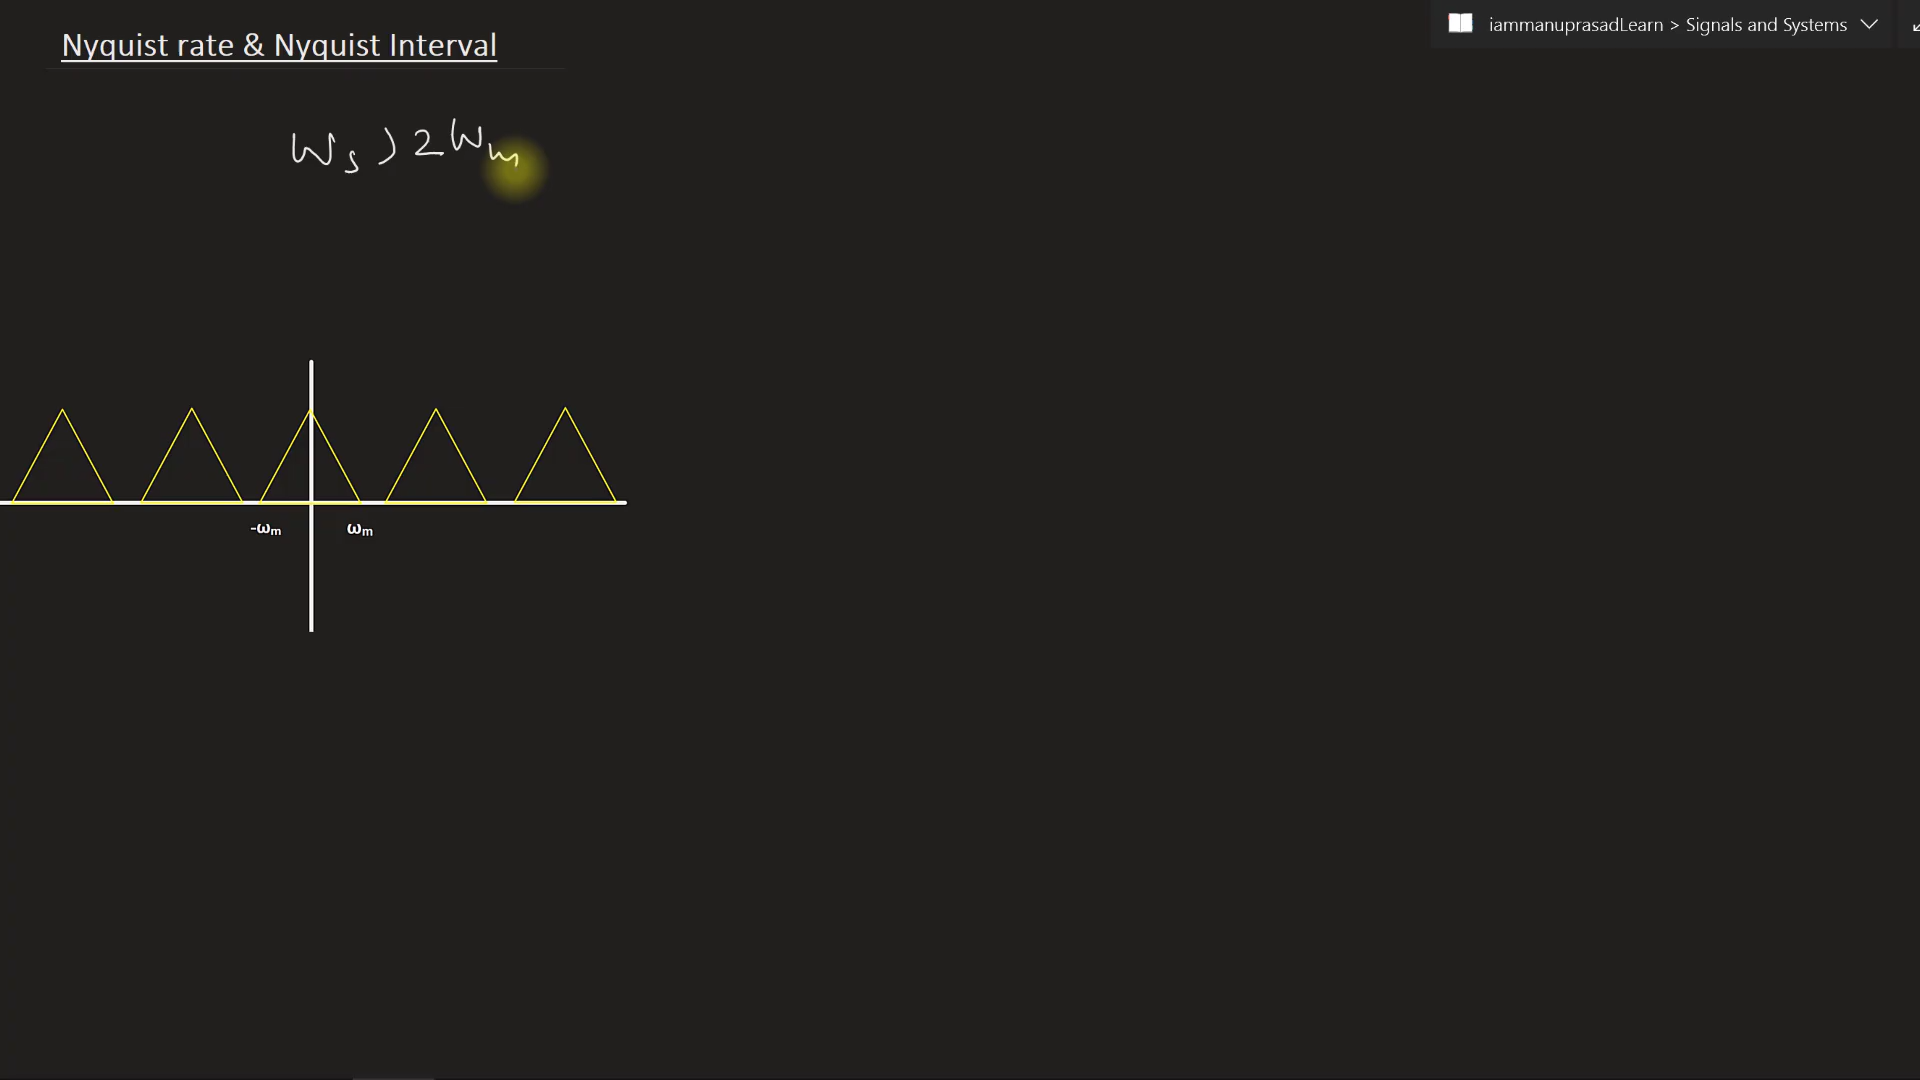 Nyquist rate & Nyquist Interval
iammanuprasadLearn > Signals and Systems
ωs > 2ωm
-ωm ωm